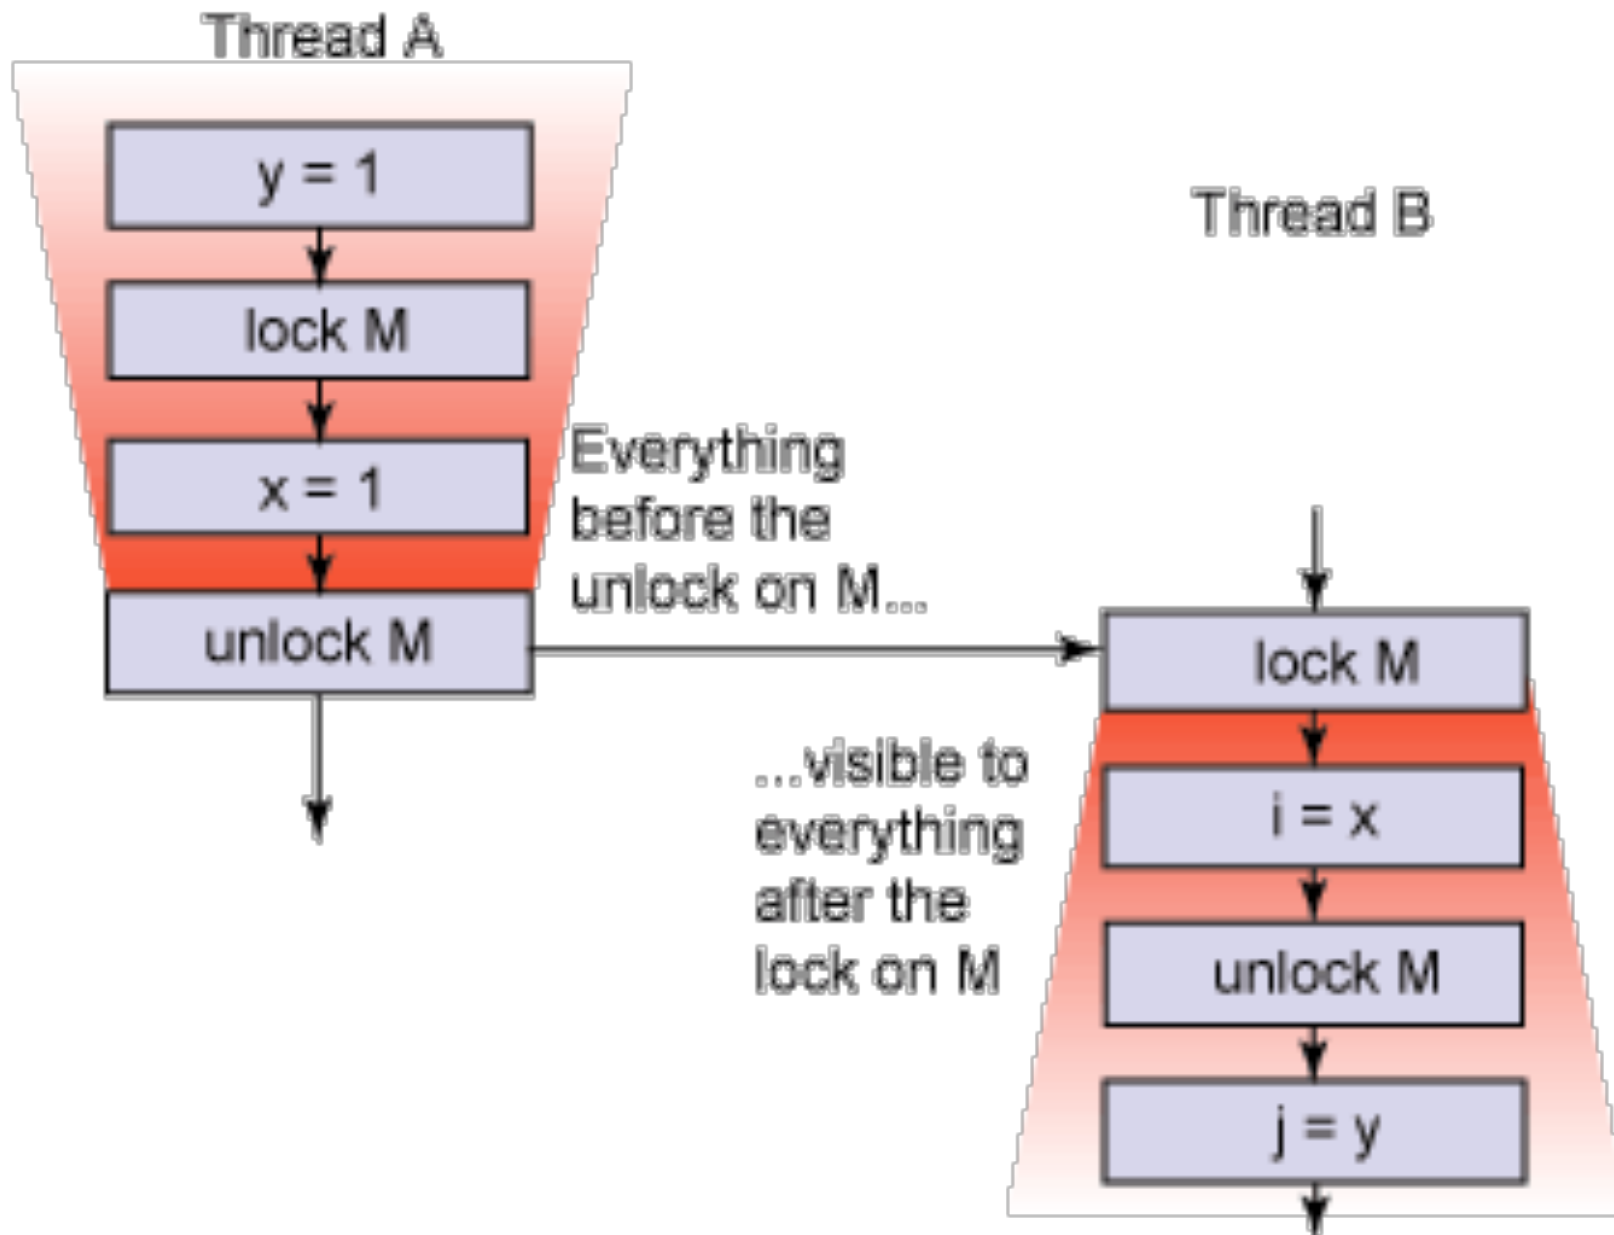 Thread A
y = 1
lock M
x = 1
unlock M
Everything
before the
unlock on M...
Thread B
lock M
...visible to
everything
after the
lock on M
i = x
unlock M
j = y